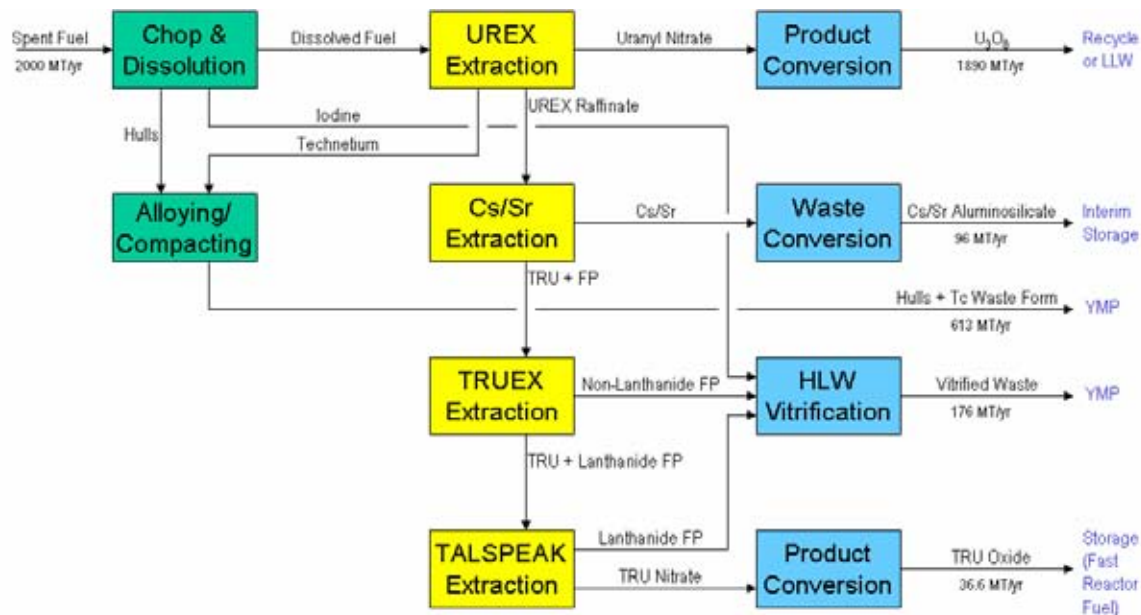 Spent Fuel
2000 MT/yr
Chop &
Dissolution
Dissolved Fuel
UREX
Extraction
Uranyl Nitrate
Product
Conversion
U3O8
1890 MT/yr
Recycle
or LLW
Hulls
Iodine
Technetium
UREX Raffinate
Alloying/
Compacting
Cs/Sr
Extraction
Cs/Sr
Waste
Conversion
Cs/Sr Aluminosilicate
96 MT/yr
Interim
Storage
TRU + FP
Hulls + Tc Waste Form
613 MT/yr
YMP
TRUEX
Extraction
Non-Lanthanide FP
HLW
Vitrification
Vitrified Waste
176 MT/yr
YMP
TRU + Lanthanide FP
TALSPEAK
Extraction
Lanthanide FP
TRU Nitrate
Product
Conversion
TRU Oxide
36.6 MT/yr
Storage
(Fast
Reactor
Fuel)